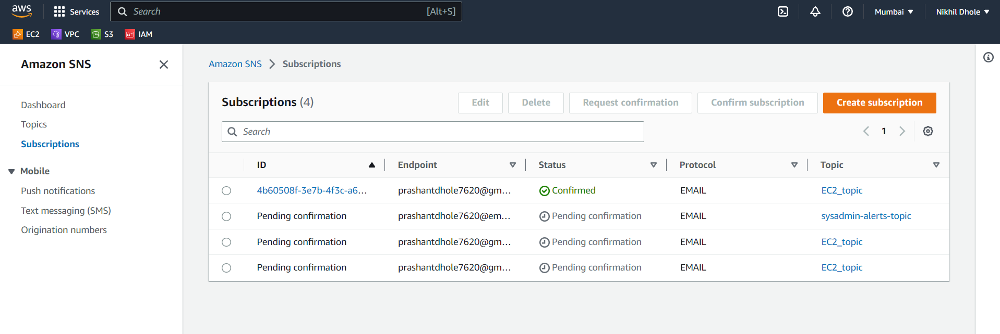 aws Services Search [Alt+S] Mumbai Nikhil Dhole
EC2 VPC S3 IAM
Amazon SNS
Dashboard
Topics
Subscriptions
Mobile
Push notifications
Text messaging (SMS)
Origination numbers
Amazon SNS Subscriptions
Subscriptions (4) Edit Delete Request confirmation Confirm subscription Create subscription
Search 1
ID Endpoint Status Protocol Topic
4b60508f-3e7b-4f3c-a6... prashantdhole7620@gm... Confirmed EMAIL EC2_topic
Pending confirmation prashantdhole7620@em... Pending confirmation EMAIL sysadmin-alerts-topic
Pending confirmation prashantdhole7620@gm... Pending confirmation EMAIL EC2_topic
Pending confirmation prashantdhole7620@gm... Pending confirmation EMAIL EC2_topic